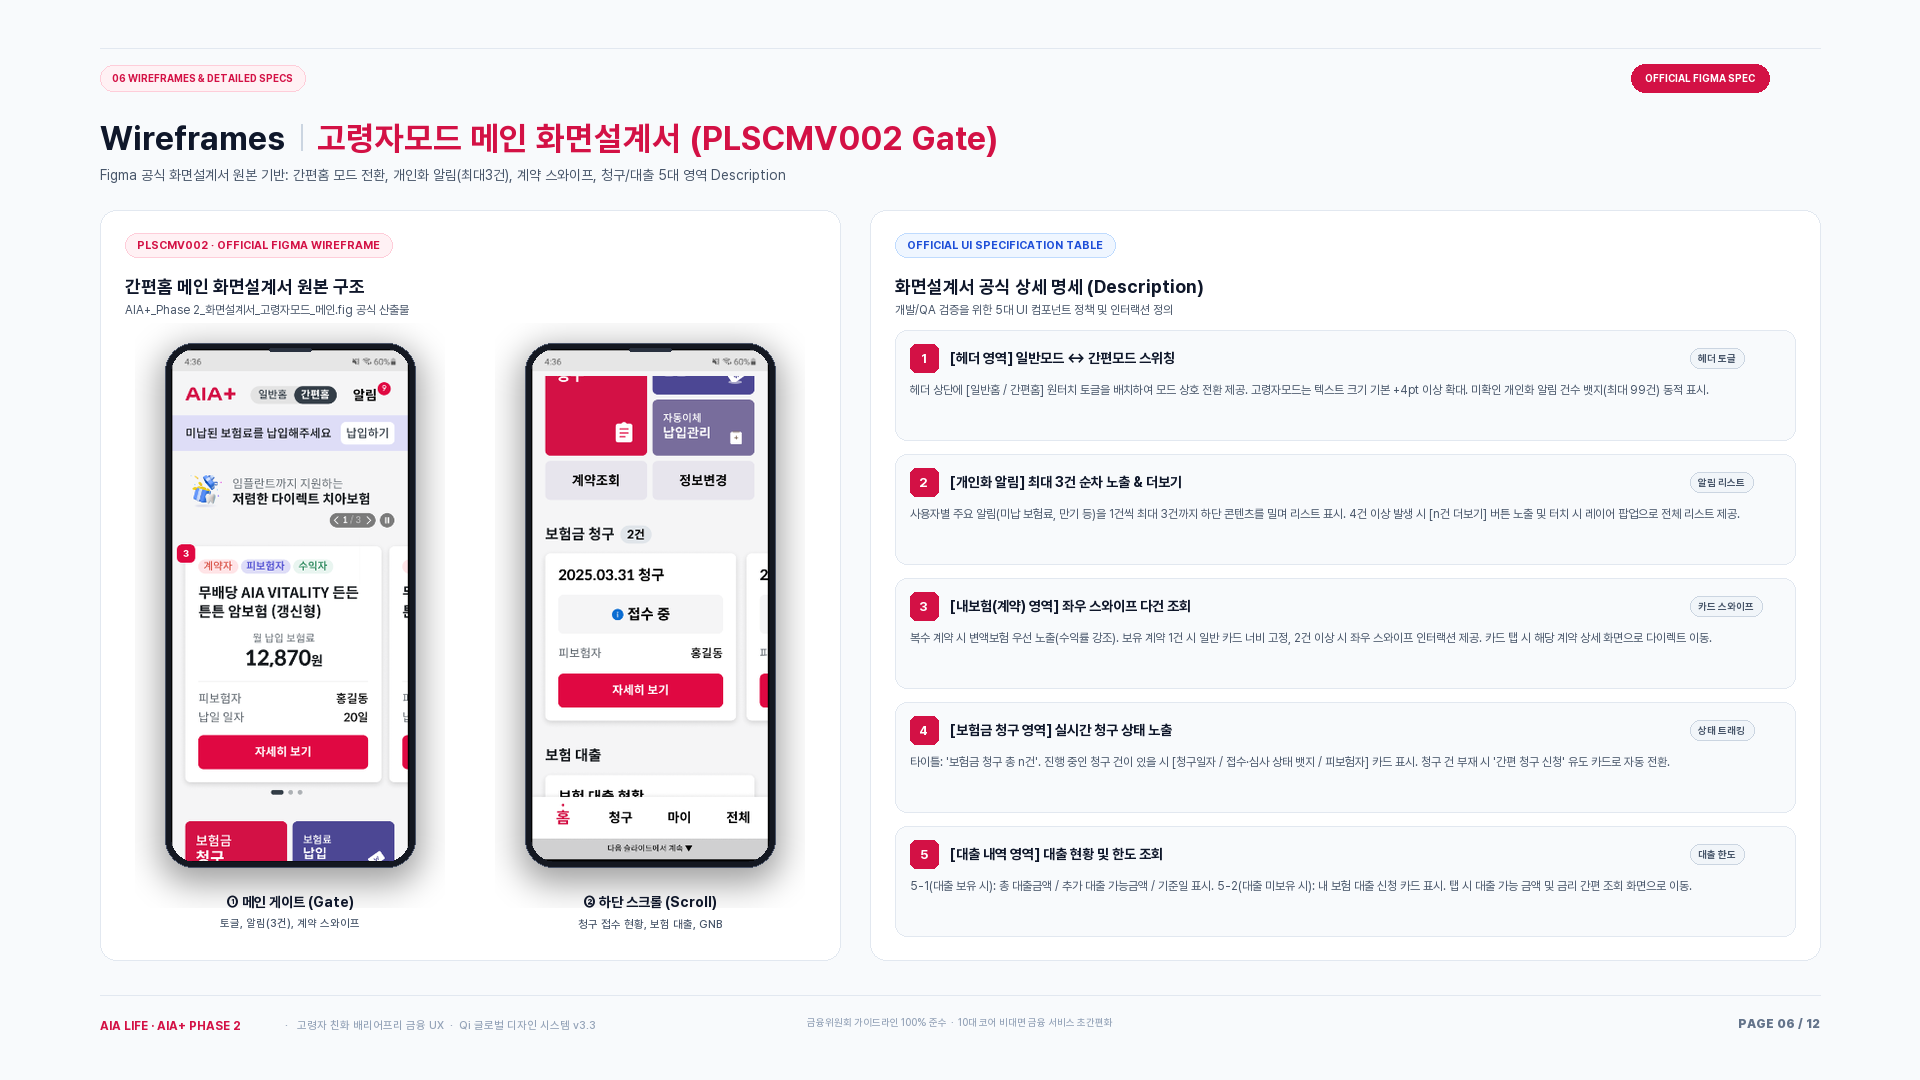 06 WIREFRAMES & DETAILED SPECS
OFFICIAL FIGMA SPEC
Wireframes | 고령자모드 메인 화면설계서 (PLSCMV002 Gate)
Figma 공식 화면설계서 원본 기반: 간편홈 모드 전환, 개인화 알림(최대3건), 계약 스와이프, 청구/대출 5대 영역 Description
PLSCMV002 · OFFICIAL FIGMA WIREFRAME
간편홈 메인 화면설계서 원본 구조
AIA+_Phase 2_화면설계서_고령자모드_메인.fig 공식 산출물
4:36
60%
AIA+
일반홈 간편홈
알림 9
미납된 보험료를 납입해주세요
납입하기
임플란트까지 지원하는
저렴한 다이렉트 치아보험
1 / 3
3
계약자 피보험자 수익자
무배당 AIA VITALITY 든든
튼튼 암보험 (갱신형)
월 납입 보험료
12,870원
피보험자 홍길동
납일 일자 20일
자세히 보기
보험금
청구
보험료
납입
① 메인 게이트 (Gate)
토글, 알림(3건), 계약 스와이프
4:36
60%
청구
자동이체
납입관리
계약조회
정보변경
보험금 청구 2건
2025.03.31 청구
2
접수 중
피보험자 홍길동
자세히 보기
보험 대출
보험 대출 현황
홈 청구 마이 전체
다음 슬라이드에서 계속 ▼
② 하단 스크롤 (Scroll)
청구 접수 현황, 보험 대출, GNB
OFFICIAL UI SPECIFICATION TABLE
화면설계서 공식 상세 명세 (Description)
개발/QA 검증을 위한 5대 UI 컴포넌트 정책 및 인터랙션 정의
1 [헤더 영역] 일반모드 ↔ 간편모드 스위칭
헤더 토글
헤더 상단에 [일반홈 / 간편홈] 원터치 토글을 배치하여 모드 상호 전환 제공. 고령자모드는 텍스트 크기 기본 +4pt 이상 확대. 미확인 개인화 알림 건수 뱃지(최대 99건) 동적 표시.
2 [개인화 알림] 최대 3건 순차 노출 & 더보기
알림 리스트
사용자별 주요 알림(미납 보험료, 만기 등)을 1건씩 최대 3건까지 하단 콘텐츠를 밀며 리스트 표시. 4건 이상 발생 시 [n건 더보기] 버튼 노출 및 터치 시 레이어 팝업으로 전체 리스트 제공.
3 [내보험(계약) 영역] 좌우 스와이프 다건 조회
카드 스와이프
복수 계약 시 변액보험 우선 노출(수익률 강조). 보유 계약 1건 시 일반 카드 너비 고정, 2건 이상 시 좌우 스와이프 인터랙션 제공. 카드 탭 시 해당 계약 상세 화면으로 다이렉트 이동.
4 [보험금 청구 영역] 실시간 청구 상태 노출
상태 트래킹
타이틀: '보험금 청구 총 n건'. 진행 중인 청구 건이 있을 시 [청구일자 / 접수·심사 상태 뱃지 / 피보험자] 카드 표시. 청구 건 부재 시 '간편 청구 신청' 유도 카드로 자동 전환.
5 [대출 내역 영역] 대출 현황 및 한도 조회
대출 한도
5-1(대출 보유 시): 총 대출금액 / 추가 대출 가능금액 / 기준일 표시. 5-2(대출 미보유 시): 내 보험 대출 신청 카드 표시. 탭 시 대출 가능 금액 및 금리 간편 조회 화면으로 이동.
AIA LIFE · AIA+ PHASE 2 · 고령자 친화 배리어프리 금융 UX · Qi 글로벌 디자인 시스템 v3.3
금융위원회 가이드라인 100% 준수 · 10대 코어 비대면 금융 서비스 초간편화
PAGE 06 / 12